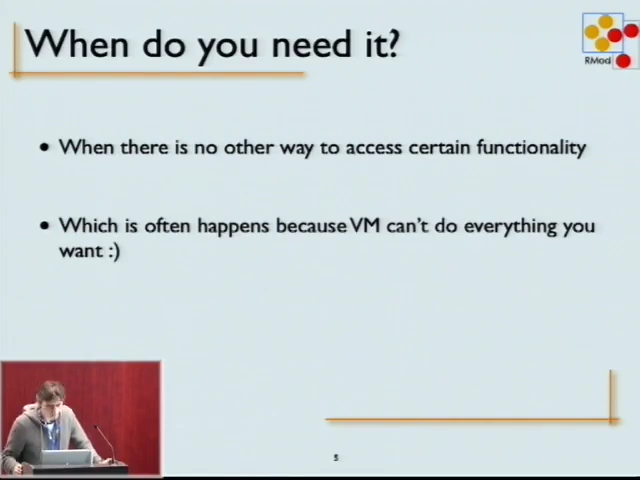 When do you need it?
RMod
When there is no other way to access certain functionality
Which is often happens because VM can't do everything you
want :)
5